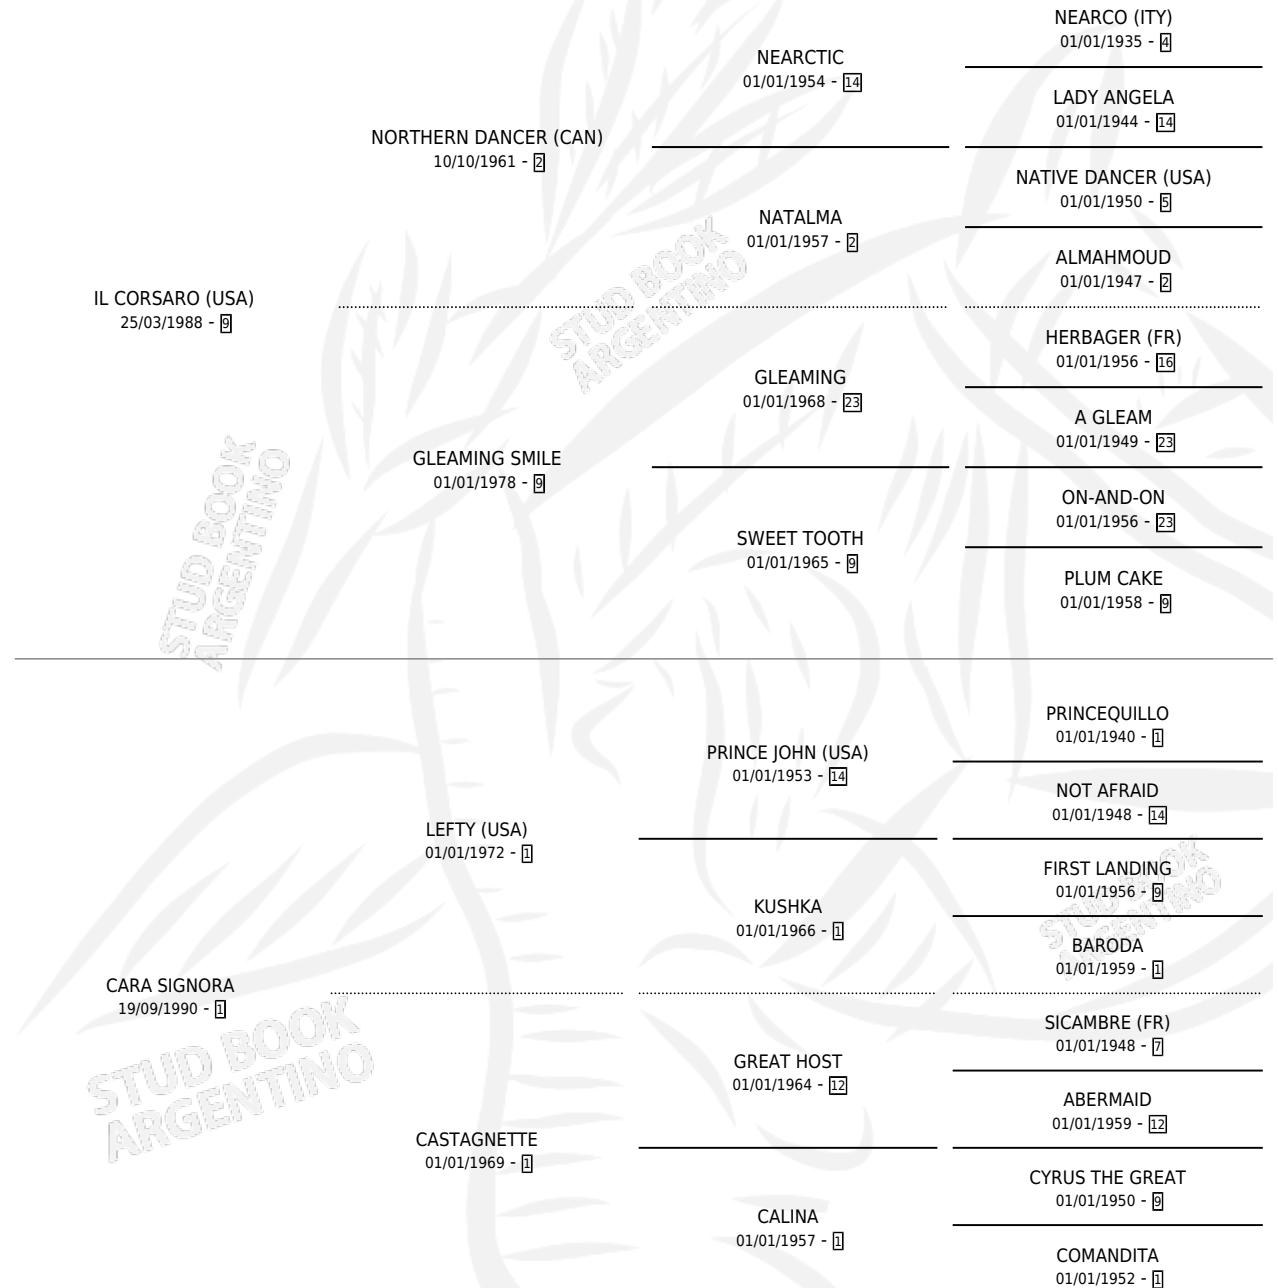 IL CORSARO (USA)
25/03/1988 - 9
NORTHERN DANCER (CAN)
10/10/1961 - 2
NEARCTIC
01/01/1954 - 14
NEARCO (ITY)
01/01/1935 - 4
LADY ANGELA
01/01/1944 - 14
NATALMA
01/01/1957 - 2
NATIVE DANCER (USA)
01/01/1950 - 5
ALMAHMOUD
01/01/1947 - 2
GLEAMING SMILE
01/01/1978 - 9
GLEAMING
01/01/1968 - 23
HERBAGER (FR)
01/01/1956 - 16
A GLEAM
01/01/1949 - 23
SWEET TOOTH
01/01/1965 - 9
ON-AND-ON
01/01/1956 - 23
PLUM CAKE
01/01/1958 - 9
STUD BOOK
ARGENTINO
STUD BOOK
ARGENTINO
CARA SIGNORA
19/09/1990 - 1
LEFTY (USA)
01/01/1972 - 1
PRINCE JOHN (USA)
01/01/1953 - 14
PRINCEQUILLO
01/01/1940 - 1
NOT AFRAID
01/01/1948 - 14
KUSHKA
01/01/1966 - 1
FIRST LANDING
01/01/1956 - 9
BARODA
01/01/1959 - 1
CASTAGNETTE
01/01/1969 - 1
GREAT HOST
01/01/1964 - 12
SICAMBRE (FR)
01/01/1948 - 7
ABERMAID
01/01/1959 - 12
CALINA
01/01/1957 - 1
CYRUS THE GREAT
01/01/1950 - 9
COMANDITA
01/01/1952 - 1
STUD BOOK
ARGENTINO
STUD BOOK
ARGENTINO